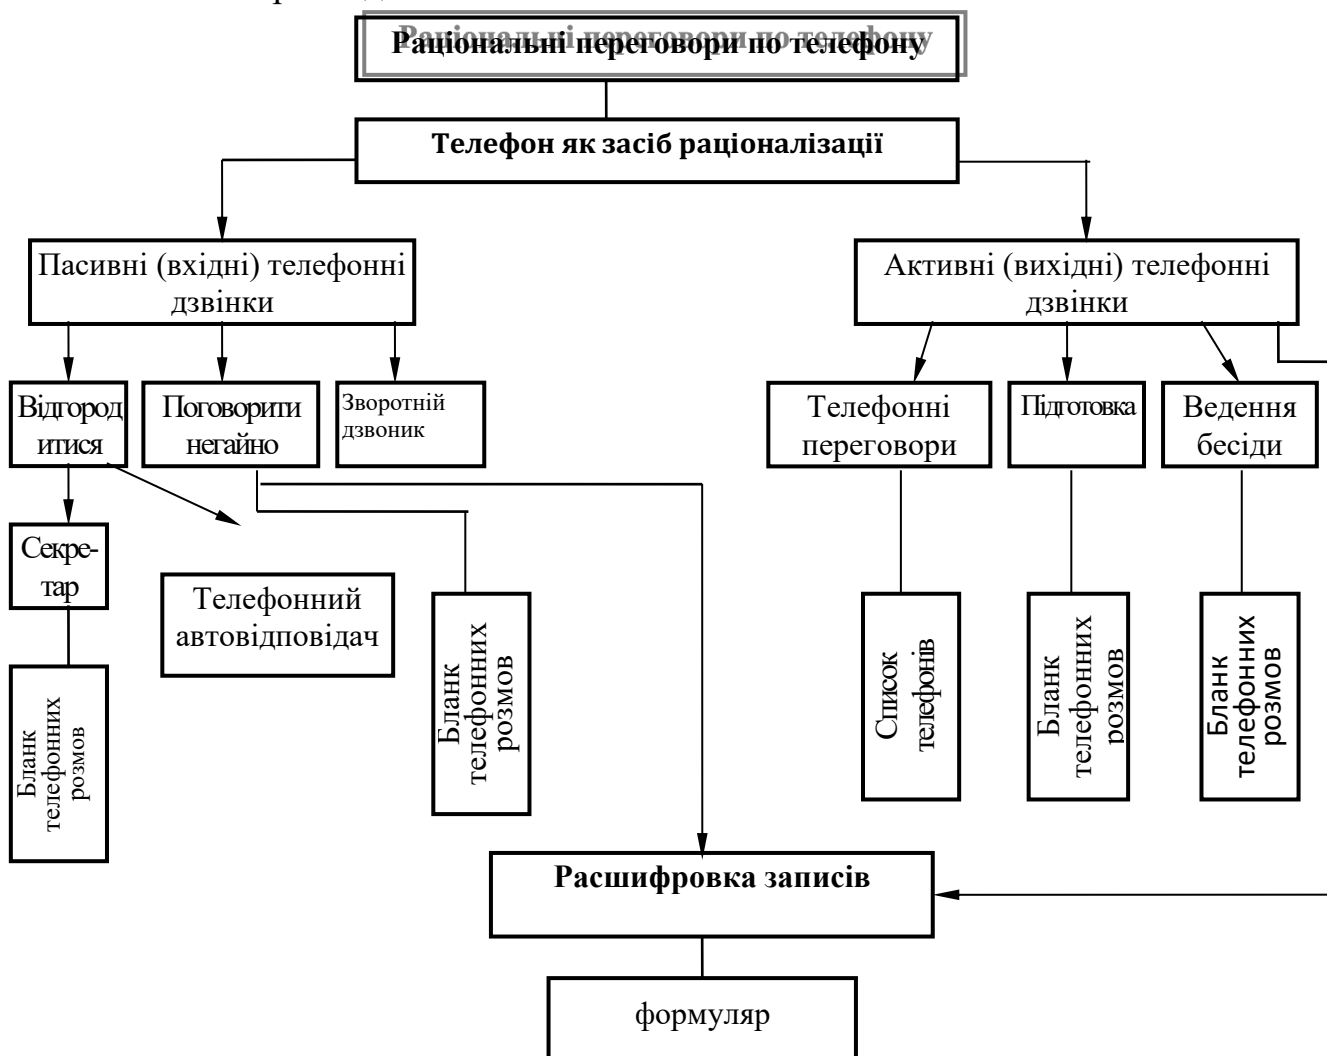 Раціональні переговори по телефону
Телефон як засіб раціоналізації
Пасивні (вхідні) телефонні
дзвінки
Активні (вихідні) телефонні
дзвінки
Відгород
итися
Поговорити
негайно
Зворотній
дзвоник
Телефонні
переговори
Підготовка
Ведення
бесіди
Секре-
тар
Телефонний
автовідповідач
Бланк
телефонних
розмов
Бланк
телефонних
розмов
Список
телефонів
Бланк
телефонних
розмов
Бланк
телефонних
розмов
Расшифровка записів
формуляр